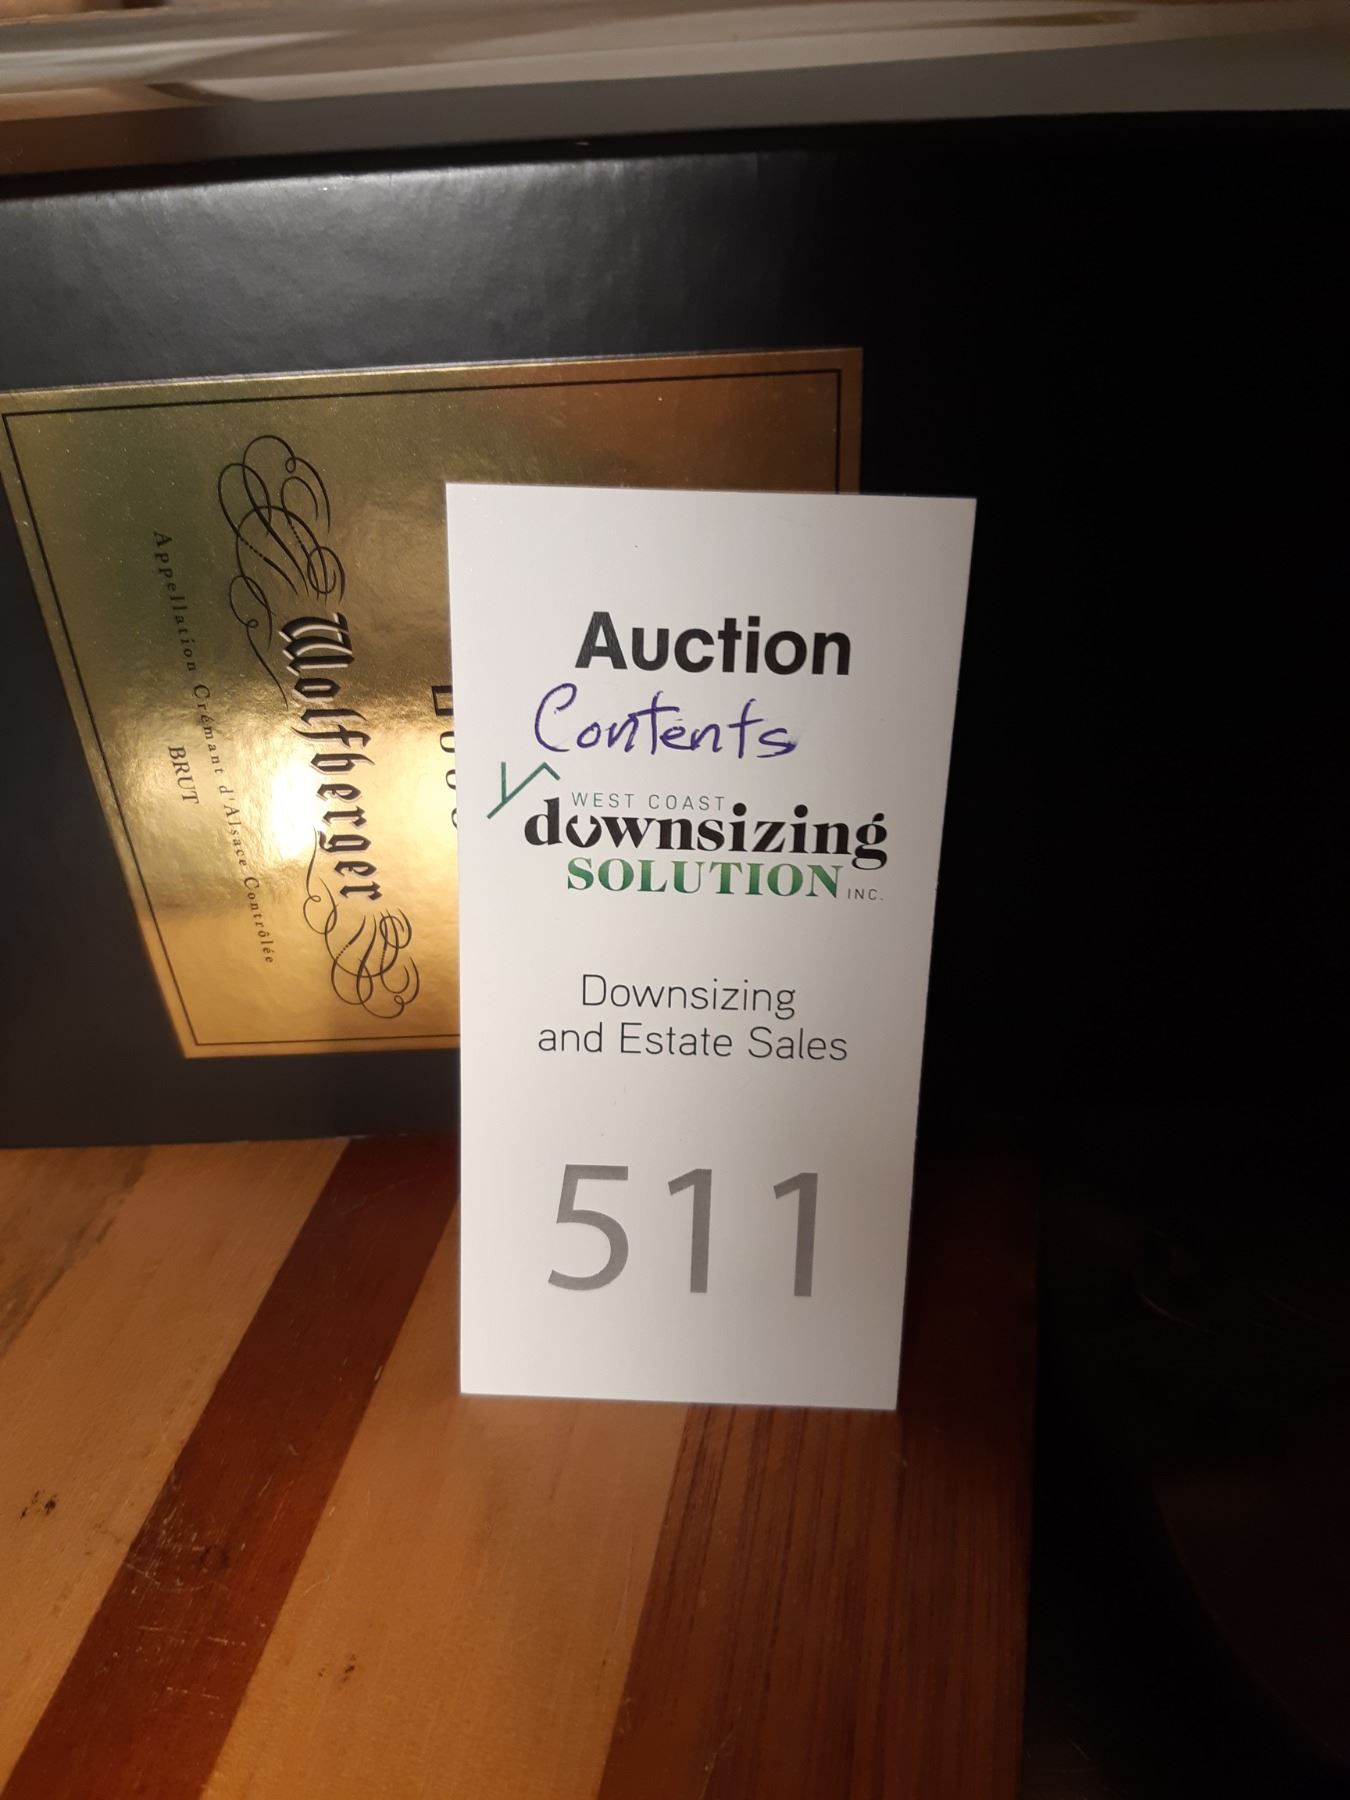 Wolfberger
Appellation Crémant d'Alsace Contrôlée
BRUT
Auction
Contents
WEST COAST
downsizing
SOLUTION INC.
Downsizing
and Estate Sales
511